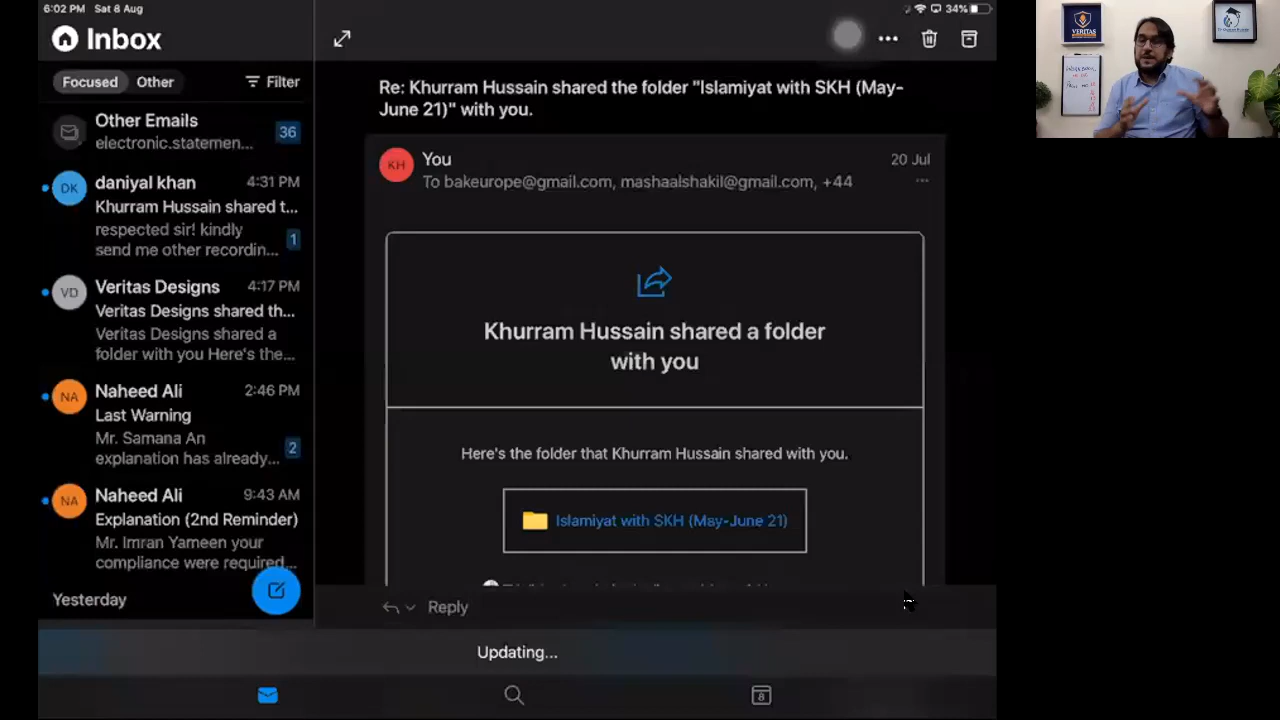 6:02 PM Sat 8 Aug
34%
Inbox
Focused
Other
Filter
Other Emails
electronic.statemen...
36
daniyal khan
4:31 PM
Khurram Hussain shared t...
respected sir! kindly
send me other recordin...
1
DK
Veritas Designs
4:17 PM
Veritas Designs shared th...
Veritas Designs shared a
folder with you Here's the...
VD
Naheed Ali
2:46 PM
Last Warning
Mr. Samana An
explanation has already...
2
NA
Naheed Ali
9:43 AM
Explanation (2nd Reminder)
Mr. Imran Yameen your
compliance were required...
NA
Yesterday
Re: Khurram Hussain shared the folder "Islamiyat with SKH (May-
June 21)" with you.
KH
You
20 Jul
To bakeurope@gmail.com, mashaalshakil@gmail.com, +44
Khurram Hussain shared a folder
with you
Here's the folder that Khurram Hussain shared with you.
Islamiyat with SKH (May-June 21)
Reply
Updating...
8
VERITAS